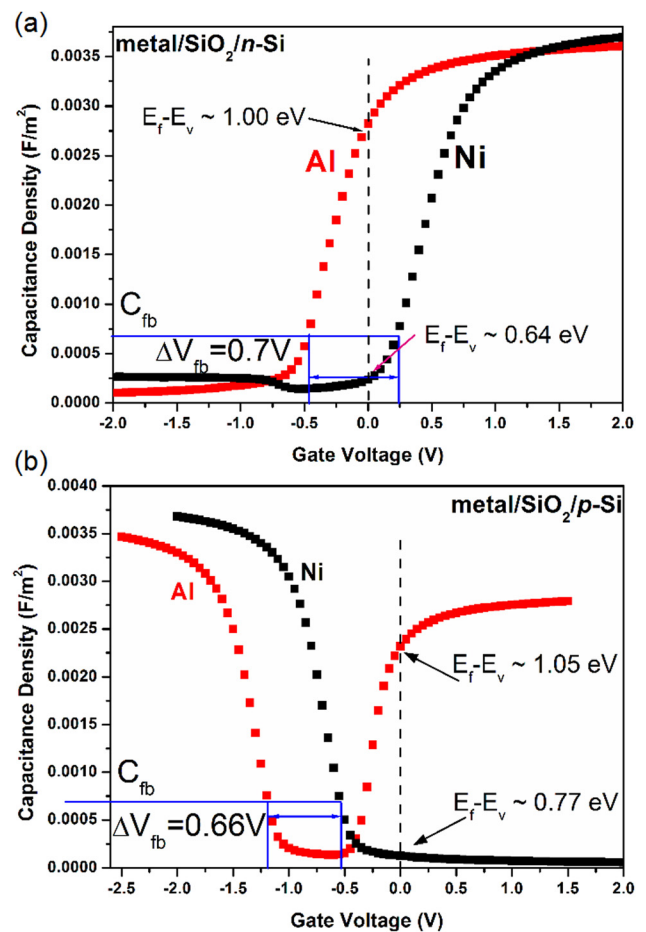 (a)
metal/SiO2/n-Si
Capacitance Density (F/m²)
0.0035
0.0030
0.0025
0.0020
0.0015
0.0010
0.0005
0.0000
Ef-Ev ~ 1.00 eV
Al
Ni
Cfb
ΔVfb=0.7V
Ef-Ev ~ 0.64 eV
-2.0 -1.5 -1.0 -0.5 0.0 0.5 1.0 1.5 2.0
Gate Voltage (V)
(b)
metal/SiO2/p-Si
Capacitance Density (F/m²)
0.0040
0.0035
0.0030
0.0025
0.0020
0.0015
0.0010
0.0005
0.0000
Ni
Al
Ef-Ev ~ 1.05 eV
Cfb
ΔVfb=0.66V
Ef-Ev ~ 0.77 eV
-2.5 -2.0 -1.5 -1.0 -0.5 0.0 0.5 1.0 1.5 2.0
Gate Voltage (V)